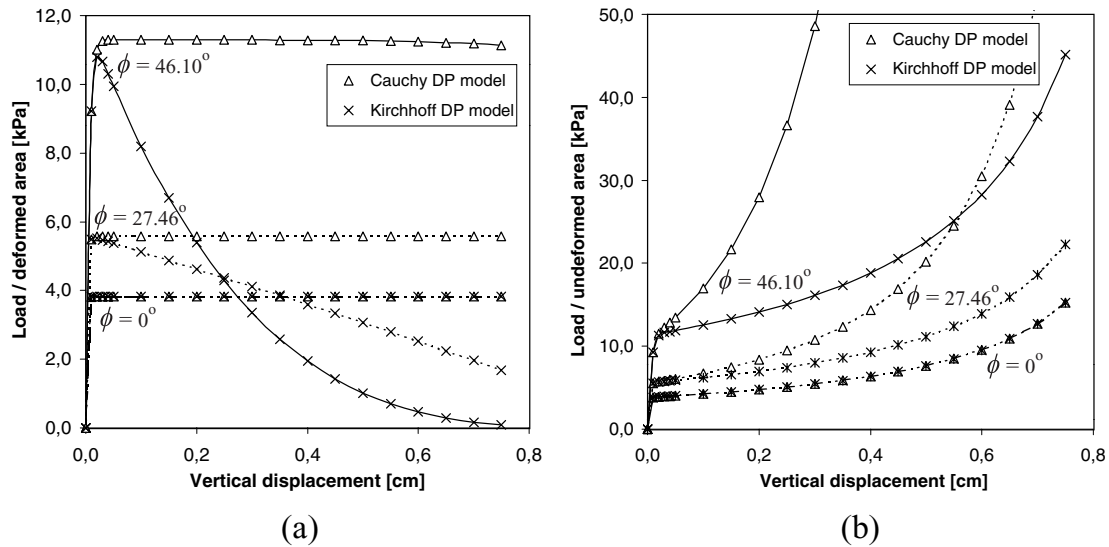 12,0
10,0
8,0
6,0
4,0
2,0
0,0
Load / deformed area [kPa]
ϕ = 46.10°
Cauchy DP model
Kirchhoff DP model
ϕ = 27.46°
ϕ = 0°
0,0 0,2 0,4 0,6 0,8
Vertical displacement [cm]
(a)
50,0
40,0
30,0
20,0
10,0
0,0
Load / undeformed area [kPa]
Cauchy DP model
Kirchhoff DP model
ϕ = 46.10°
ϕ = 27.46°
ϕ = 0°
0,0 0,2 0,4 0,6 0,8
Vertical displacement [cm]
(b)